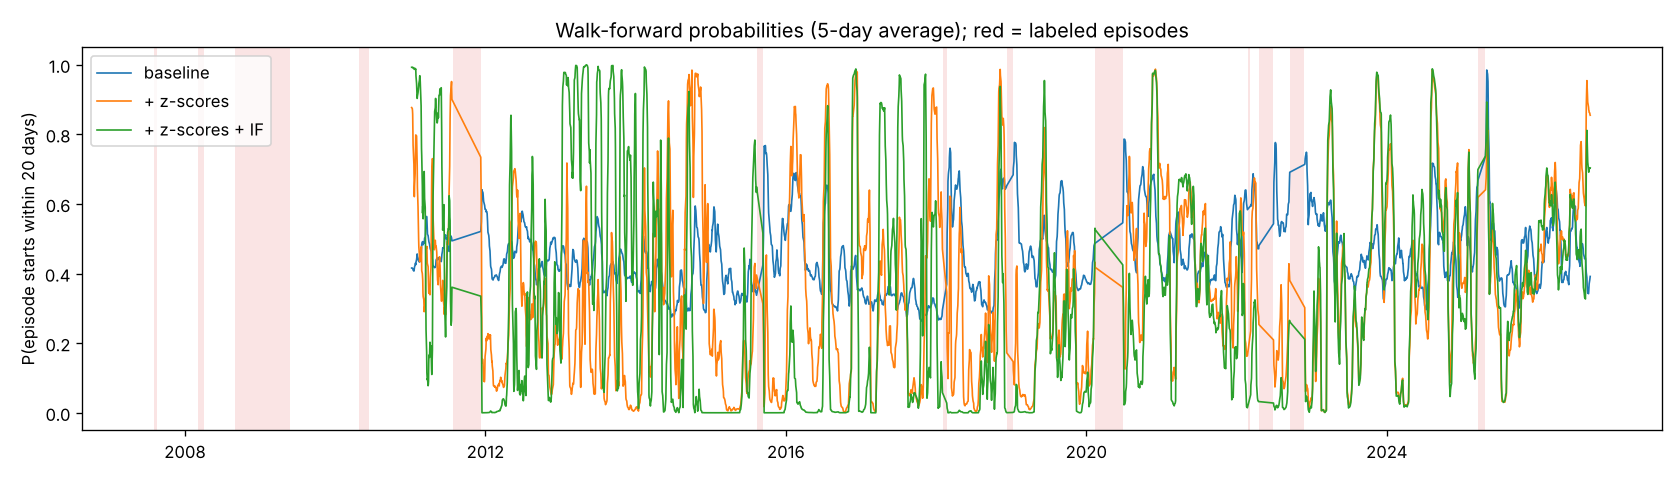 Walk-forward probabilities (5-day average); red = labeled episodes
baseline
+ z-scores
+ z-scores + IF
P(episode starts within 20 days)
1.0
0.8
0.6
0.4
0.2
0.0
2008
2012
2016
2020
2024